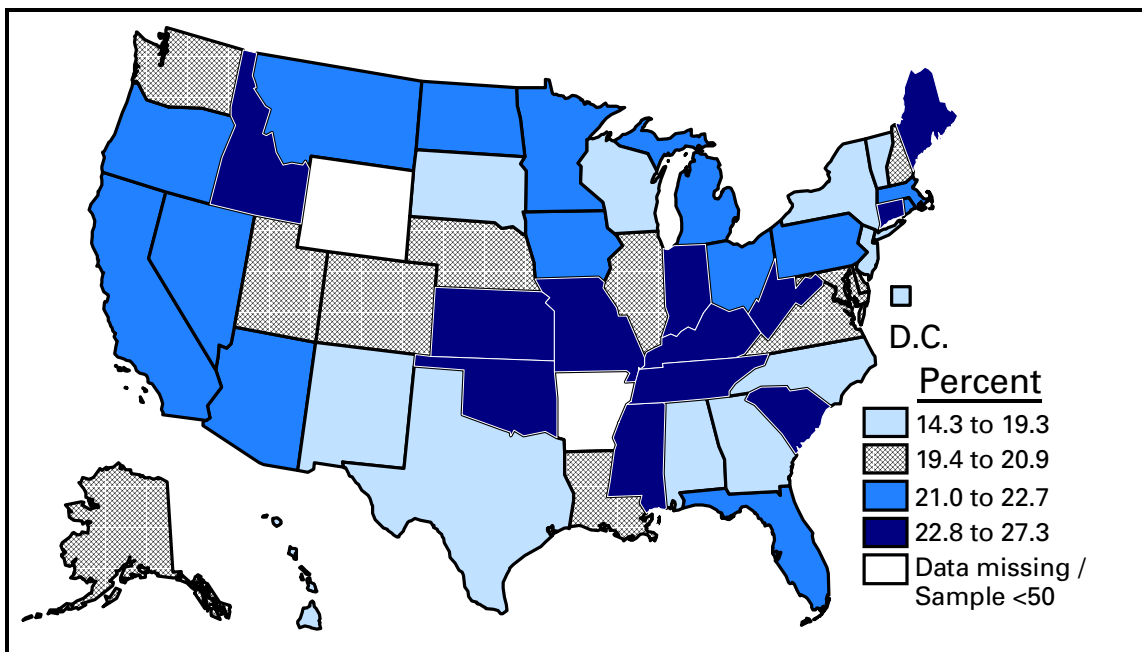 D.C.
Percent
14.3 to 19.3
19.4 to 20.9
21.0 to 22.7
22.8 to 27.3
Data missing /
Sample <50